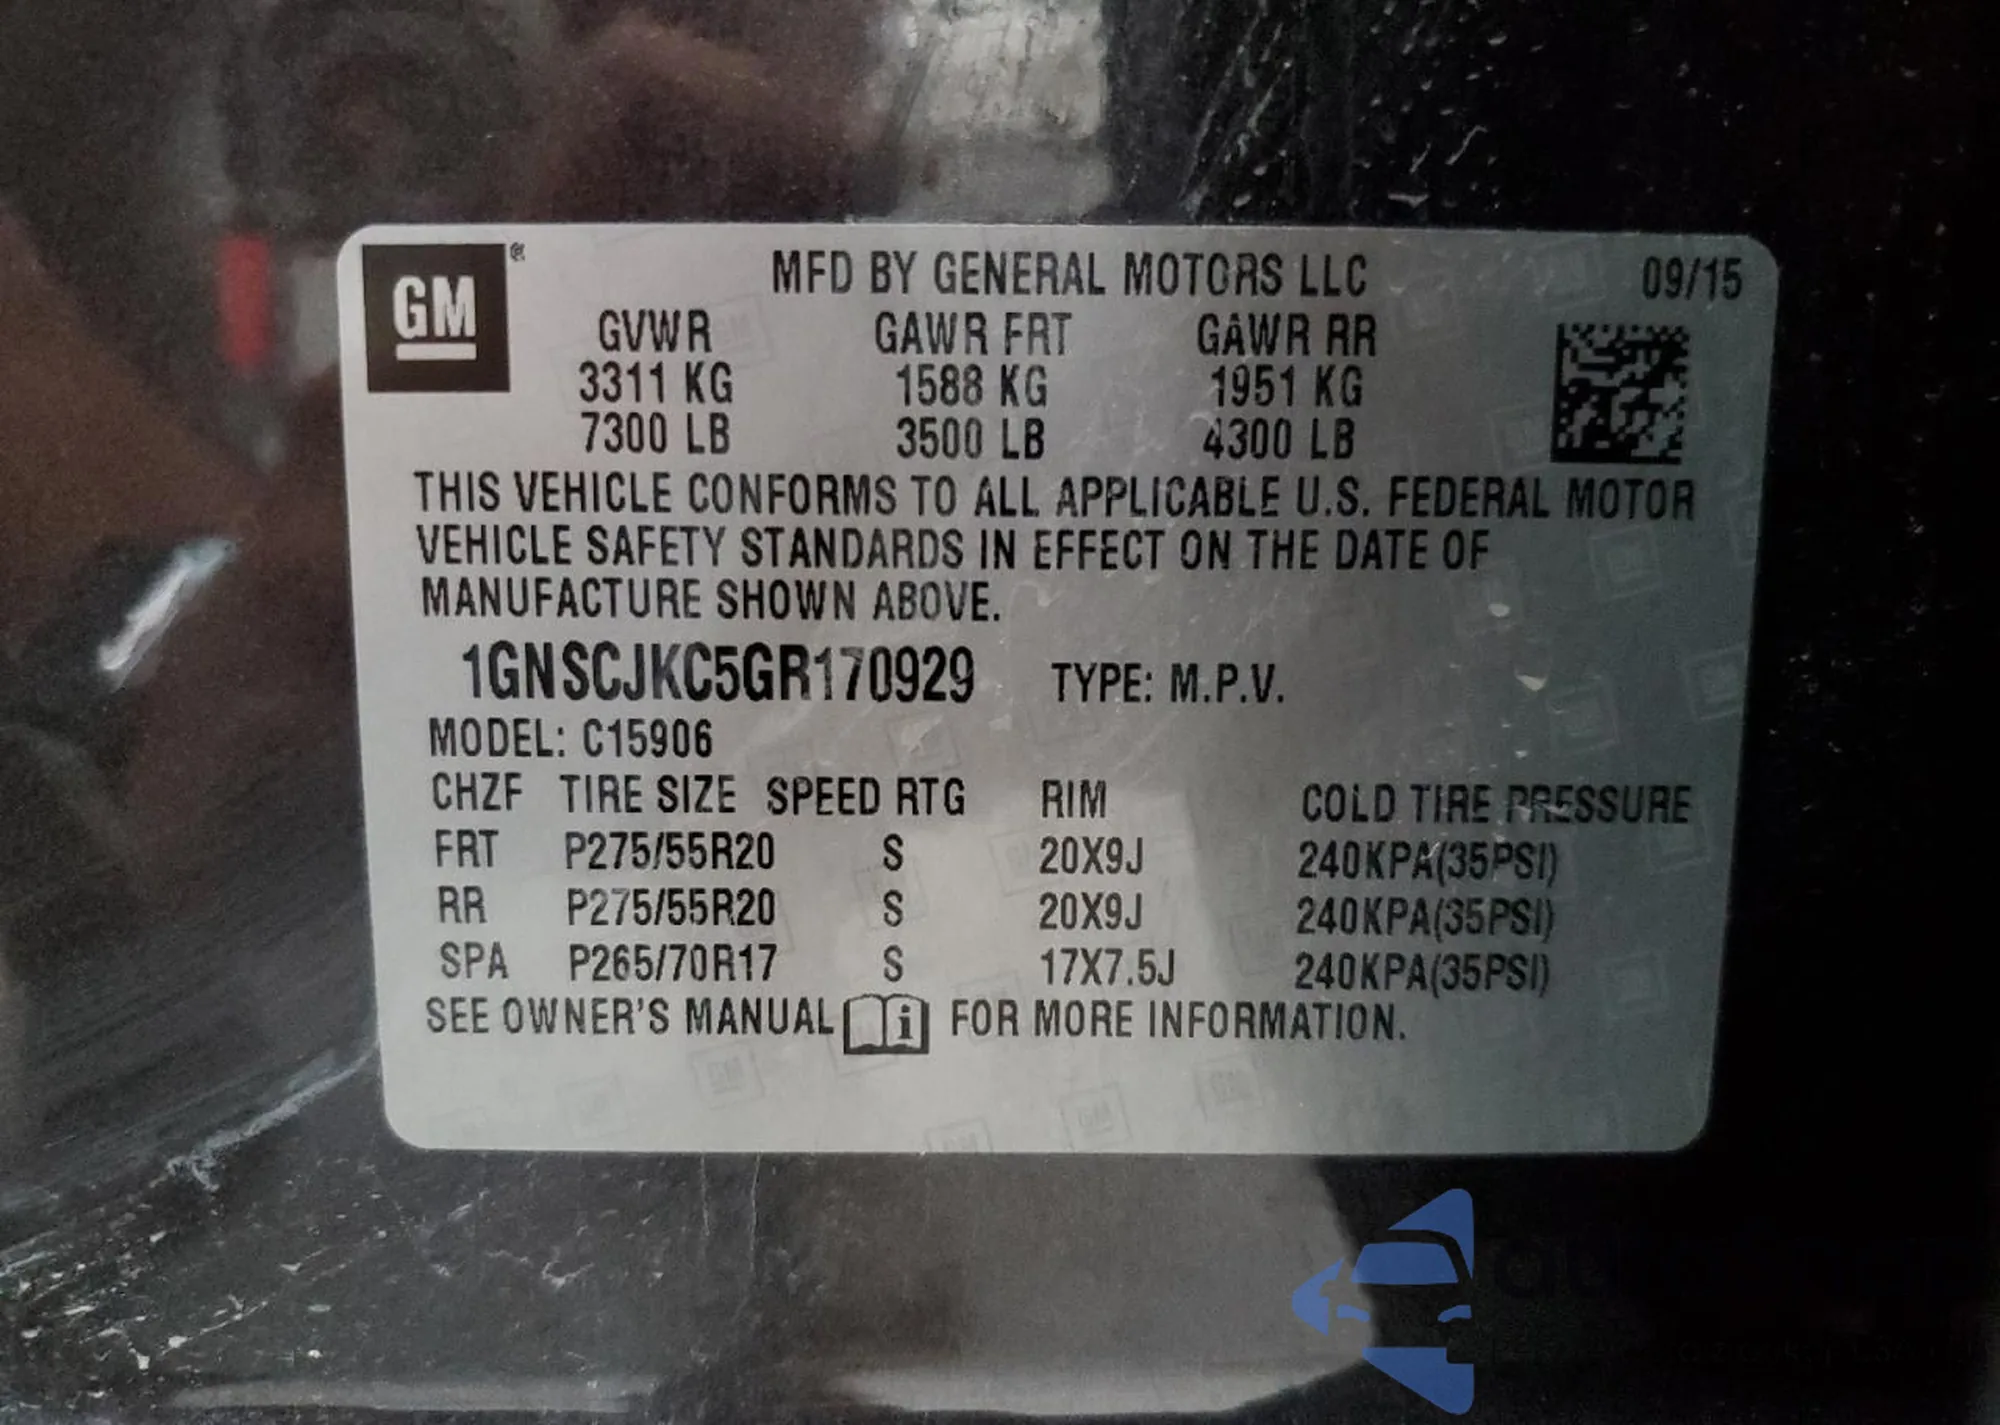 GM®
MFD BY GENERAL MOTORS LLC 09/15
GVWR GAWR FRT GAWR RR
3311 KG 1588 KG 1951 KG
7300 LB 3500 LB 4300 LB
THIS VEHICLE CONFORMS TO ALL APPLICABLE U.S. FEDERAL MOTOR
VEHICLE SAFETY STANDARDS IN EFFECT ON THE DATE OF
MANUFACTURE SHOWN ABOVE.
1GNSCJKC5GR170929 TYPE: M.P.V.
MODEL: C15906
CHZF TIRE SIZE SPEED RTG RIM COLD TIRE PRESSURE
FRT P275/55R20 S 20X9J 240KPA(35PSI)
RR P275/55R20 S 20X9J 240KPA(35PSI)
SPA P265/70R17 S 17X7.5J 240KPA(35PSI)
SEE OWNER'S MANUAL i FOR MORE INFORMATION.